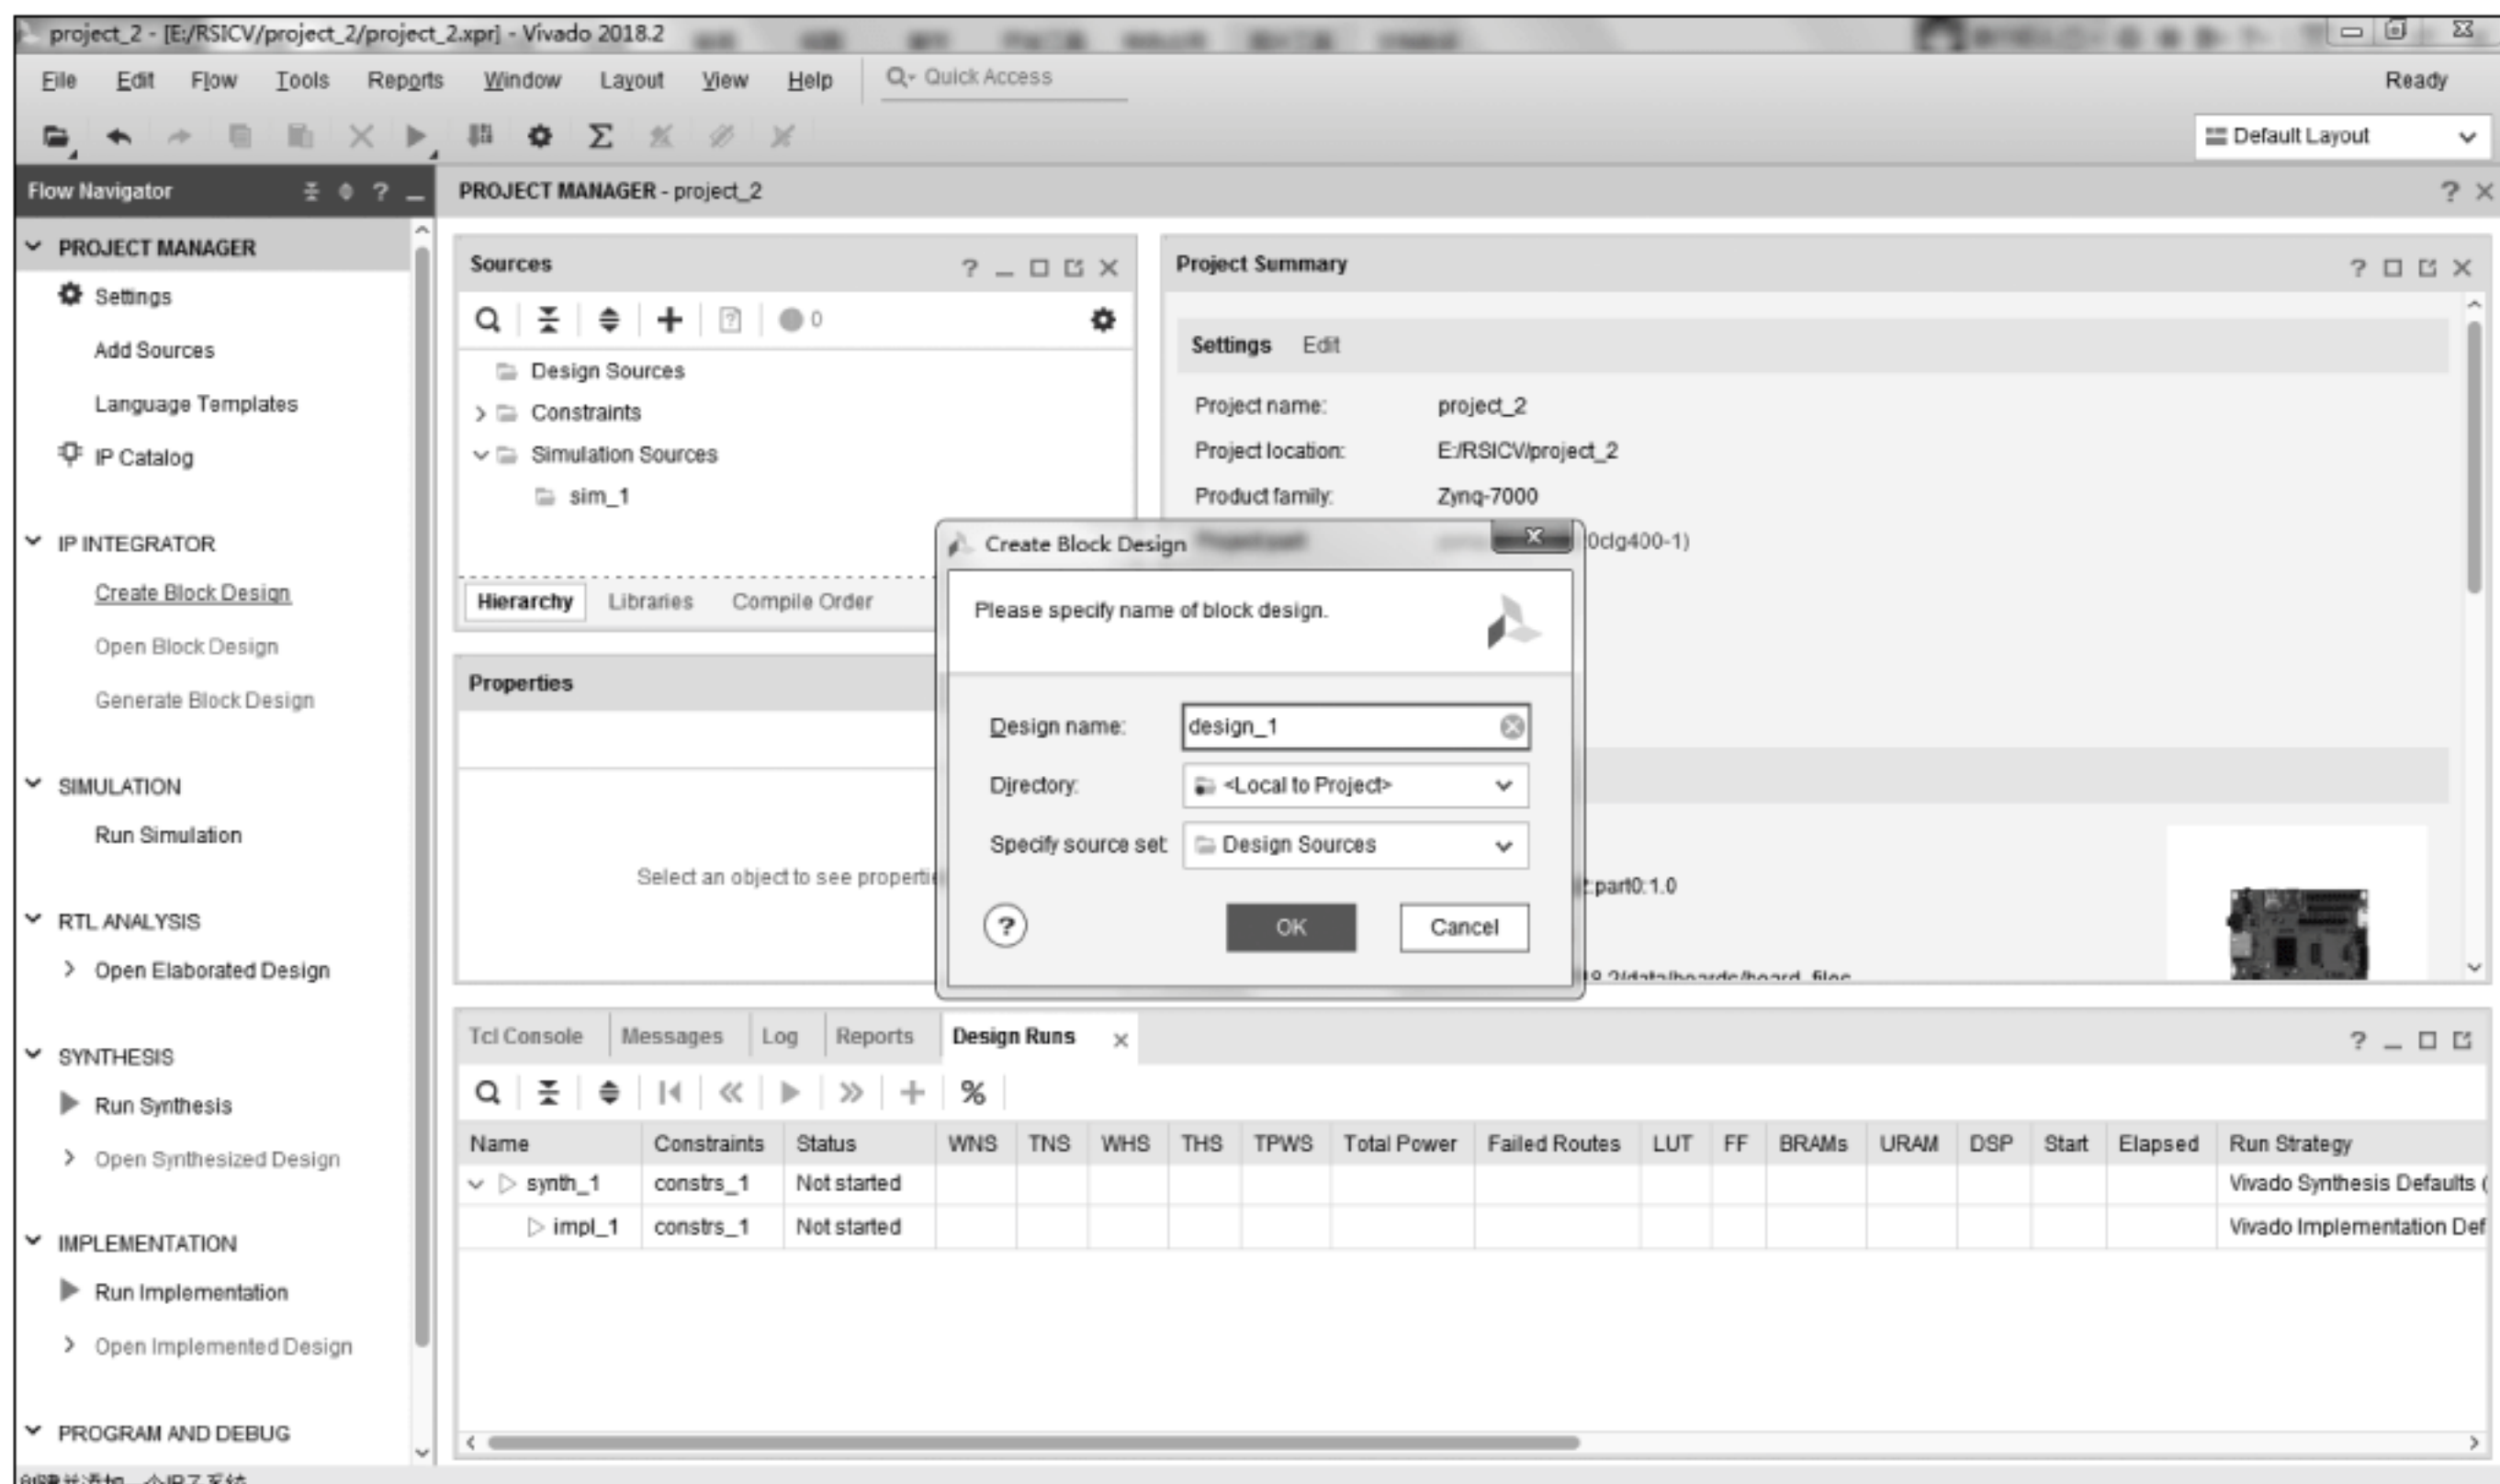 project_2 - [E:/RSICV/project_2/project_2.xpr] - Vivado 2018.2
File Edit Flow Tools Reports Window Layout View Help Quick Access Ready
Default Layout
Flow Navigator ? PROJECT MANAGER - project_2 ?
PROJECT MANAGER
Settings
Add Sources
Language Templates
IP Catalog
IP INTEGRATOR
Create Block Design
Open Block Design
Generate Block Design
SIMULATION
Run Simulation
RTL ANALYSIS
Open Elaborated Design
SYNTHESIS
Run Synthesis
Open Synthesized Design
IMPLEMENTATION
Run Implementation
Open Implemented Design
PROGRAM AND DEBUG
Sources ?
? 0
Design Sources
Constraints
Simulation Sources
sim_1
Hierarchy Libraries Compile Order
Properties
Select an object to see
Project Summary ?
Settings Edit
Project name: project_2
Project location: E:/RSICV/project_2
Product family: Zynq-7000
0clg400-1)
:part0:1.0
Create Block Design
Please specify name of block design.
Design name: design_1
Directory: <Local to Project>
Specify source set: Design Sources
? OK Cancel
Tcl Console Messages Log Reports Design Runs ?
%
Name Constraints Status WNS TNS WHS THS TPWS Total Power Failed Routes LUT FF BRAMs URAM DSP Start Elapsed Run Strategy
synth_1 constrs_1 Not started Vivado Synthesis Defaults (
impl_1 constrs_1 Not started Vivado Implementation Def